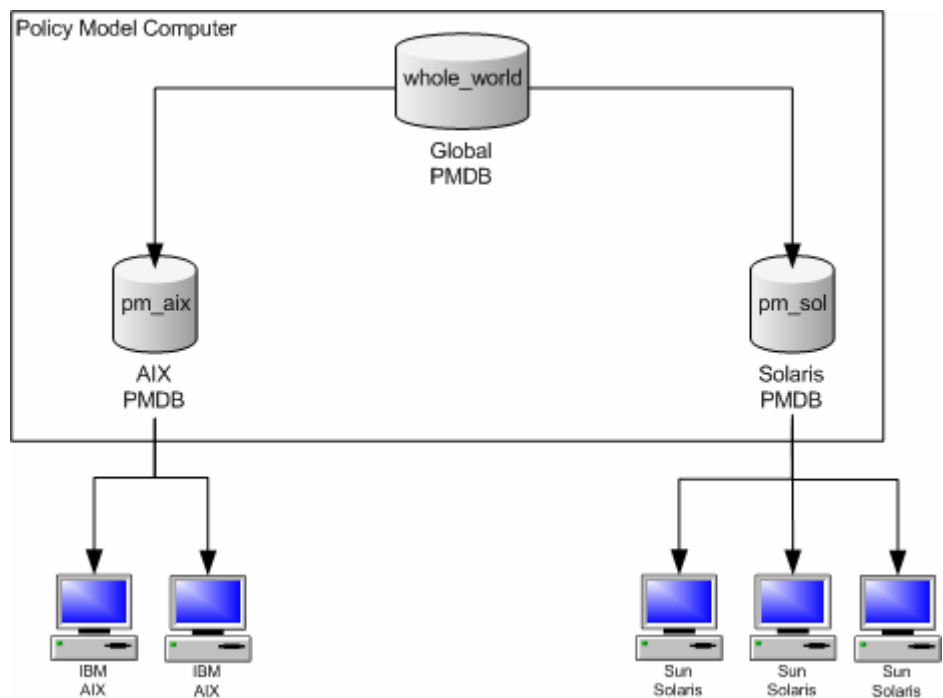 Policy Model Computer
whole_world
Global
PMDB
pm_aix
AIX
PMDB
pm_sol
Solaris
PMDB
IBM
AIX
IBM
AIX
Sun
Solaris
Sun
Solaris
Sun
Solaris